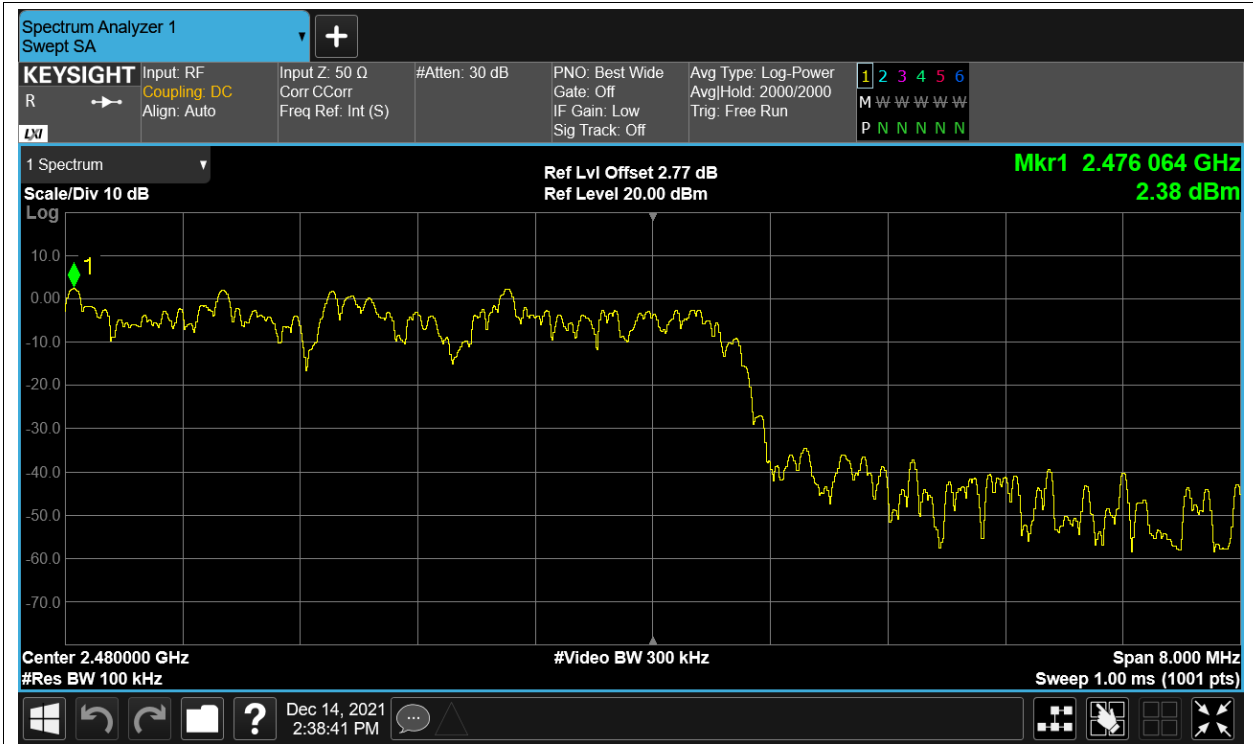 Spectrum Analyzer 1
Swept SA
KEYSIGHT
R
LXI
Input: RF
Coupling: DC
Align: Auto
Input Z: 50 Ω
Corr CCorr
Freq Ref: Int (S)
#Atten: 30 dB
PNO: Best Wide
Gate: Off
IF Gain: Low
Sig Track: Off
Avg Type: Log-Power
Avg|Hold: 2000/2000
Trig: Free Run
1 2 3 4 5 6
M W W W W W
P N N N N N
1 Spectrum
Scale/Div 10 dB
Log
Ref Lvl Offset 2.77 dB
Ref Level 20.00 dBm
Mkr1 2.476 064 GHz
2.38 dBm
1
10.0
0.00
-10.0
-20.0
-30.0
-40.0
-50.0
-60.0
-70.0
Center 2.480000 GHz
#Video BW 300 kHz
Span 8.000 MHz
#Res BW 100 kHz
Sweep 1.00 ms (1001 pts)
?
Dec 14, 2021
2:38:41 PM